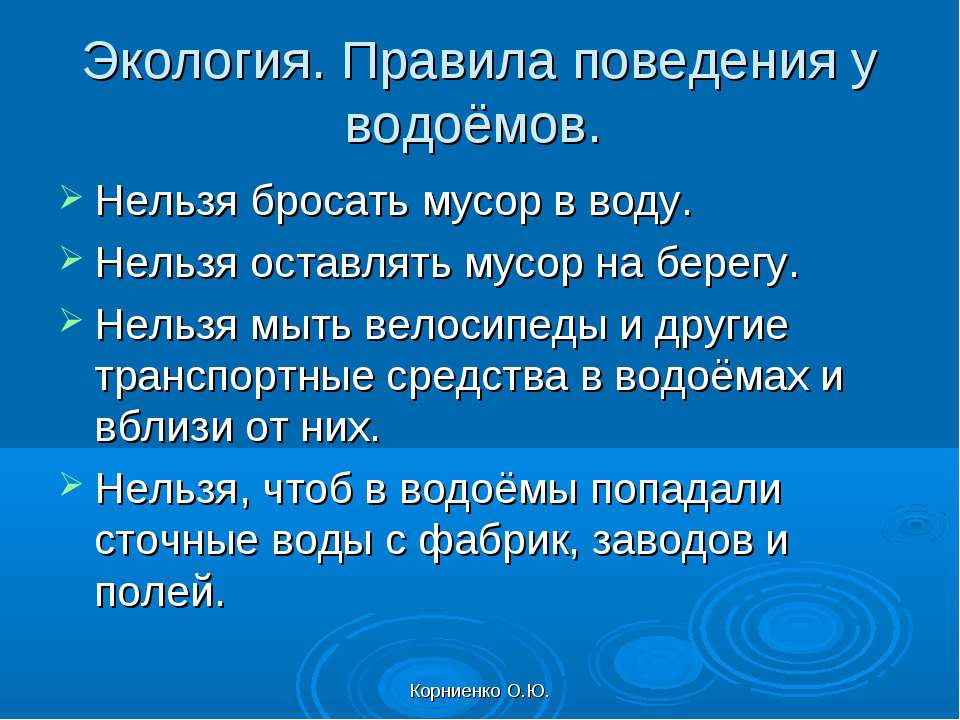 Экология. Правила поведения у
водоёмов.
Нельзя бросать мусор в воду.
Нельзя оставлять мусор на берегу.
Нельзя мыть велосипеды и другие
транспортные средства в водоёмах и
вблизи от них.
Нельзя, чтоб в водоёмы попадали
сточные воды с фабрик, заводов и
полей.
Корниенко О.Ю.